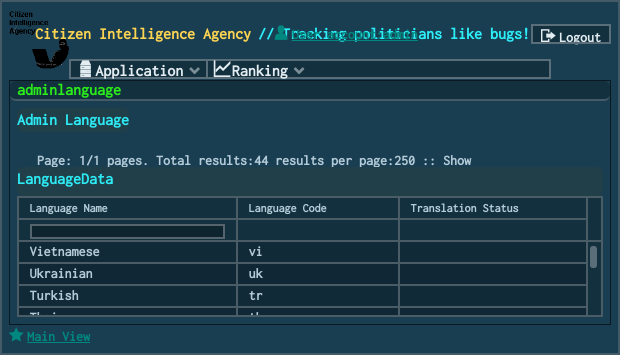 Citizen
Intelligence
Agency
Citizen Intelligence Agency // Tracking politicians like bugs!
Logout
Application
Ranking
adminlanguage
Admin Language
Page: 1/1 pages. Total results:44 results per page:250 :: Show
LanguageData
Language Name Language Code Translation Status
Vietnamese vi
Ukrainian uk
Turkish tr
Main View